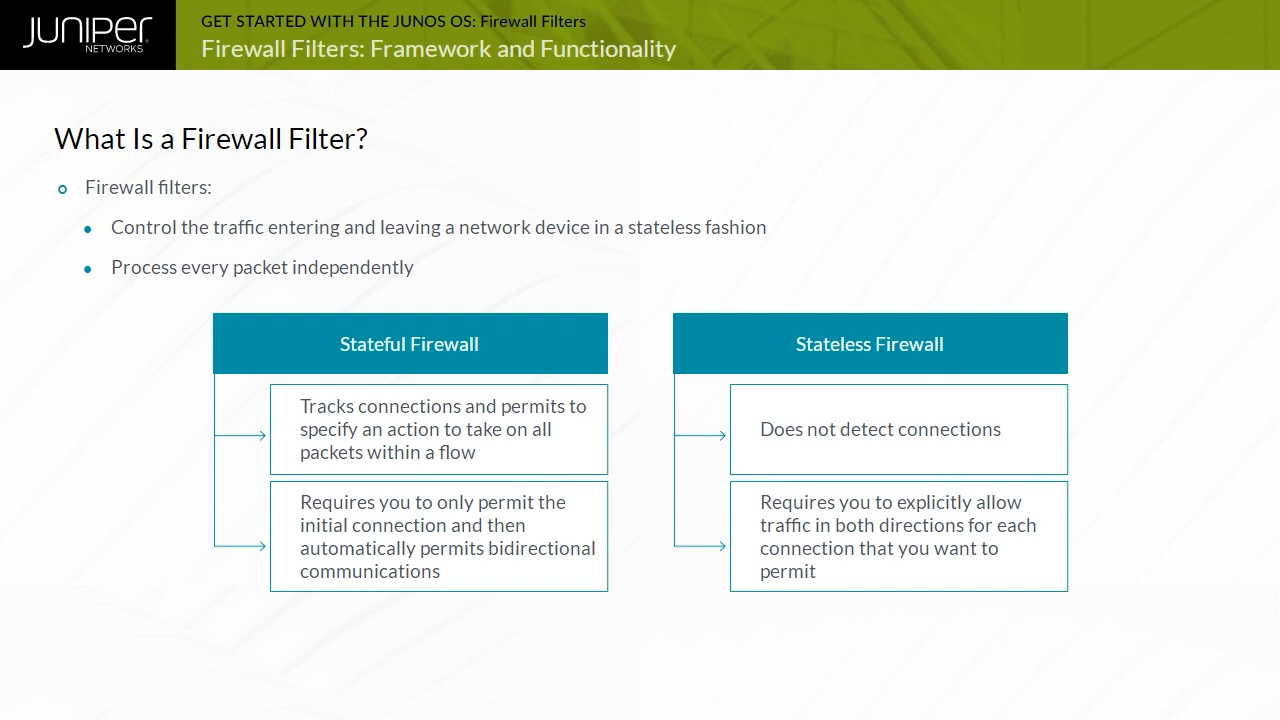 JUNIPER
NETWORKS
GET STARTED WITH THE JUNOS OS: Firewall Filters
Firewall Filters: Framework and Functionality
What Is a Firewall Filter?
Firewall filters:
Control the traffic entering and leaving a network device in a stateless fashion
Process every packet independently
Stateful Firewall
Tracks connections and permits to
specify an action to take on all
packets within a flow
Requires you to only permit the
initial connection and then
automatically permits bidirectional
communications
Stateless Firewall
Does not detect connections
Requires you to explicitly allow
traffic in both directions for each
connection that you want to
permit